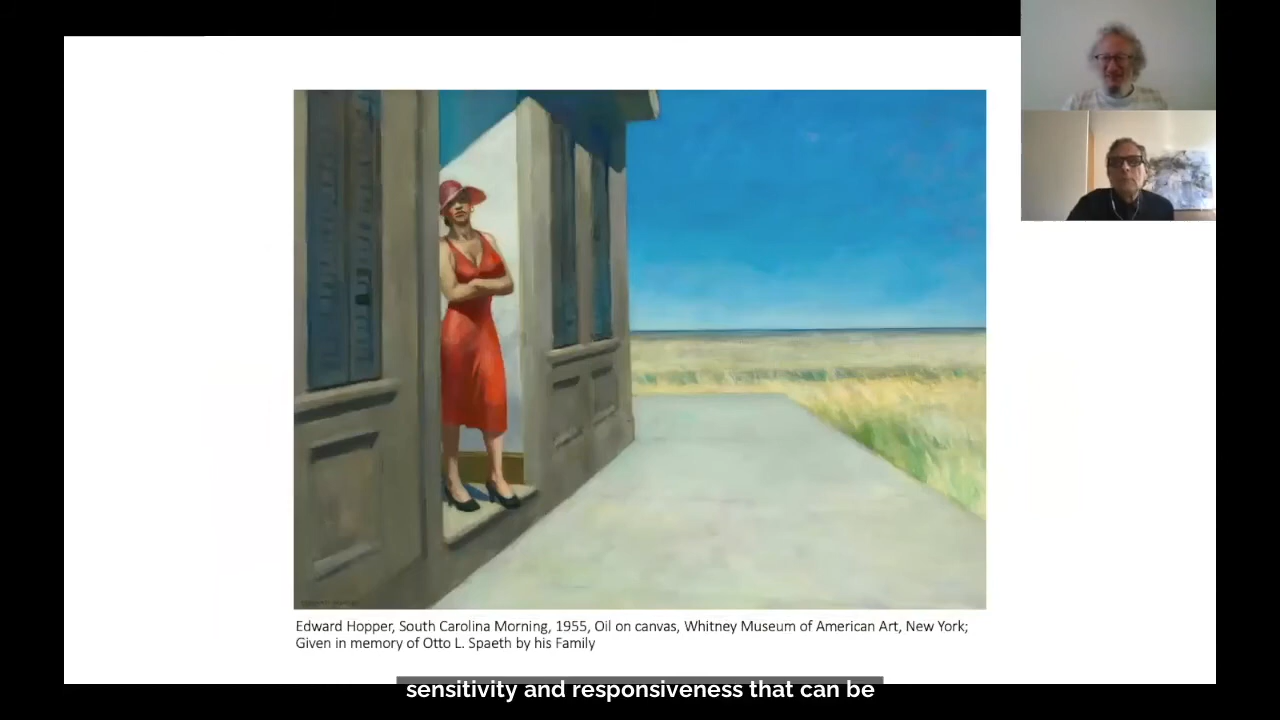 Edward Hopper, South Carolina Morning, 1955, Oil on canvas, Whitney Museum of American Art, New York;
Given in memory of Otto L. Spaeth by his Family
sensitivity and responsiveness that can be